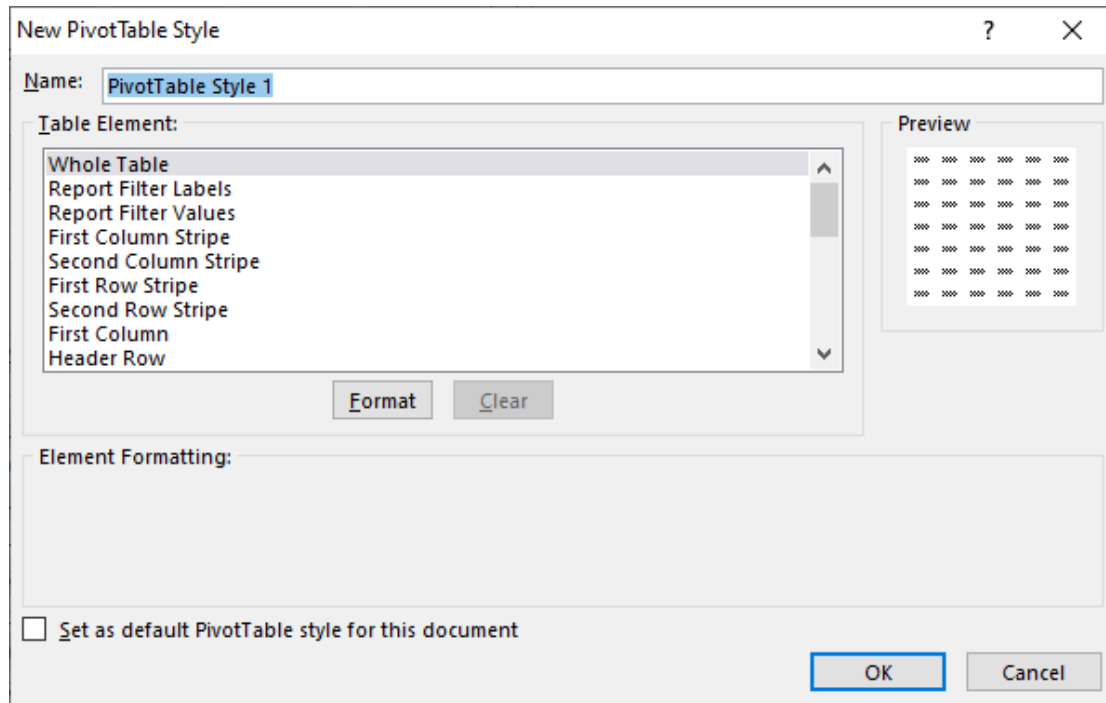 New PivotTable Style ?
Name: PivotTable Style 1
Table Element:
Preview
Whole Table
Report Filter Labels
Report Filter Values
First Column Stripe
Second Column Stripe
First Row Stripe
Second Row Stripe
First Column
Header Row
Format Clear
Element Formatting:
Set as default PivotTable style for this document
OK Cancel